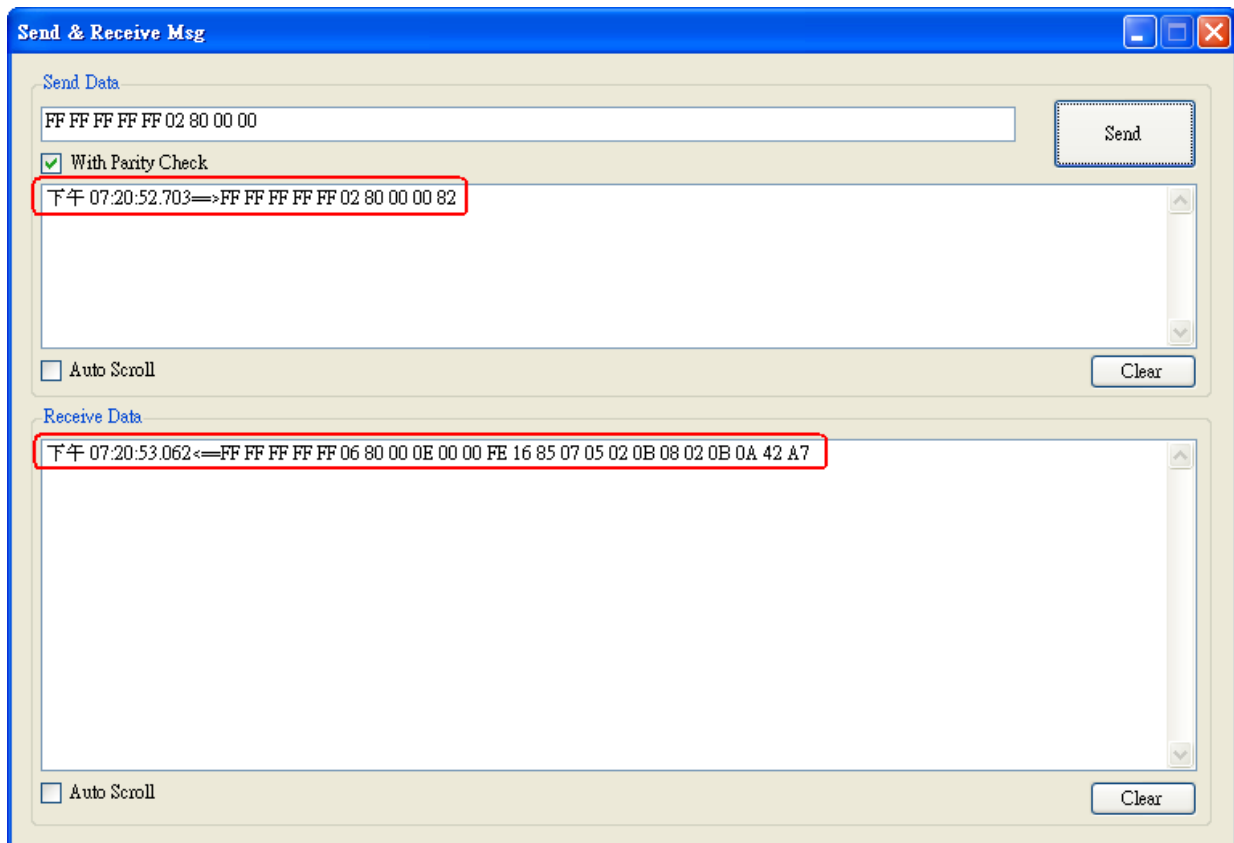 Send & Receive Msg
Send Data
FF FF FF FF FF 02 80 00 00
Send
With Parity Check
下午 07:20:52.703==>FF FF FF FF FF 02 80 00 00 82
Auto Scroll
Clear
Receive Data
下午 07:20:53.062<==FF FF FF FF FF 06 80 00 0E 00 00 FE 16 85 07 05 02 0B 08 02 0B 0A 42 A7
Auto Scroll
Clear